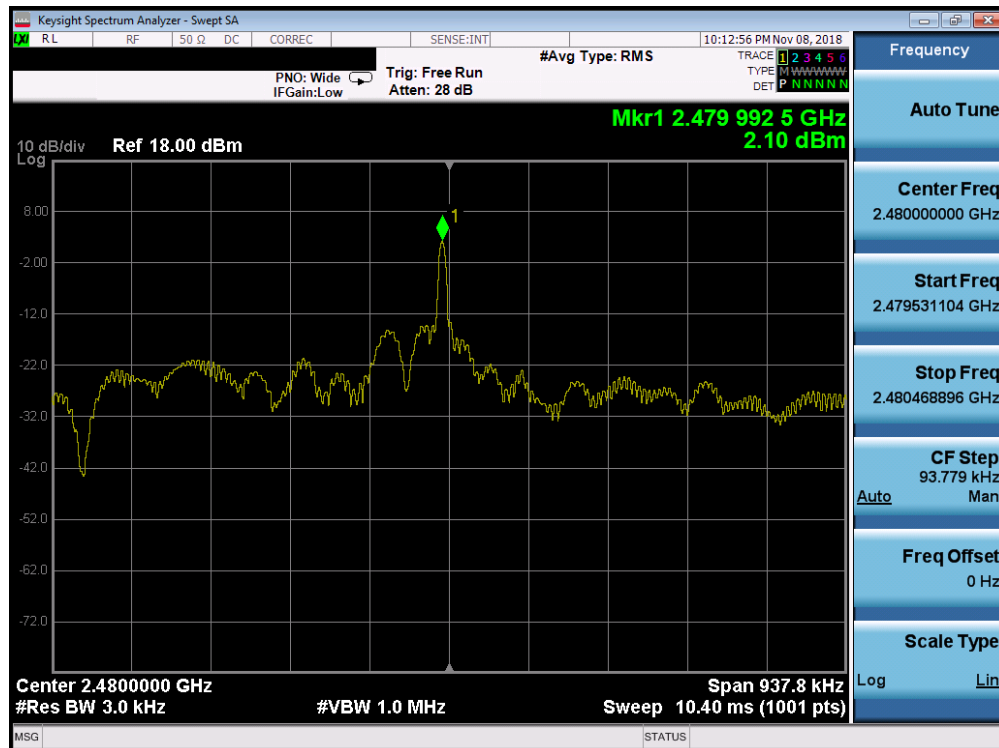 Keysight Spectrum Analyzer - Swept SA
LXI RL RF 50 Ω DC CORREC SENSE:INT 10:12:56 PM Nov 08, 2018
#Avg Type: RMS
TRACE 1 2 3 4 5 6
PNO: Wide Trig: Free Run
TYPE M W W W W W
IFGain:Low Atten: 28 dB
DET P N N N N N
Mkr1 2.479 992 5 GHz
2.10 dBm
10 dB/div Ref 18.00 dBm
Log
1
8.00
-2.00
-12.0
-22.0
-32.0
-42.0
-52.0
-62.0
-72.0
Center 2.4800000 GHz Span 937.8 kHz
#Res BW 3.0 kHz #VBW 1.0 MHz Sweep 10.40 ms (1001 pts)
MSG STATUS
Frequency
Auto Tune
Center Freq
2.480000000 GHz
Start Freq
2.479531104 GHz
Stop Freq
2.480468896 GHz
CF Step
93.779 kHz
Auto Man
Freq Offset
0 Hz
Scale Type
Log Lin